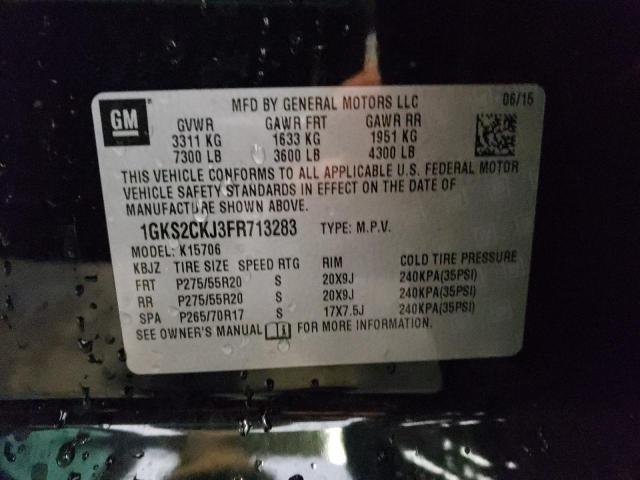 GM
MFD BY GENERAL MOTORS LLC 06/15
GVWR GAWR FRT GAWR RR
3311 KG 1633 KG 1951 KG
7300 LB 3600 LB 4300 LB
THIS VEHICLE CONFORMS TO ALL APPLICABLE U.S. FEDERAL MOTOR
VEHICLE SAFETY STANDARDS IN EFFECT ON THE DATE OF
MANUFACTURE SHOWN ABOVE.
1GKS2CKJ3FR713283 TYPE: M.P.V.
MODEL: K15706
KBJZ TIRE SIZE SPEED RTG RIM COLD TIRE PRESSURE
FRT P275/55R20 S 20X9J 240KPA(35PSI)
RR P275/55R20 S 20X9J 240KPA(35PSI)
SPA P265/70R17 S 17X7.5J 240KPA(35PSI)
SEE OWNER'S MANUAL FOR MORE INFORMATION.